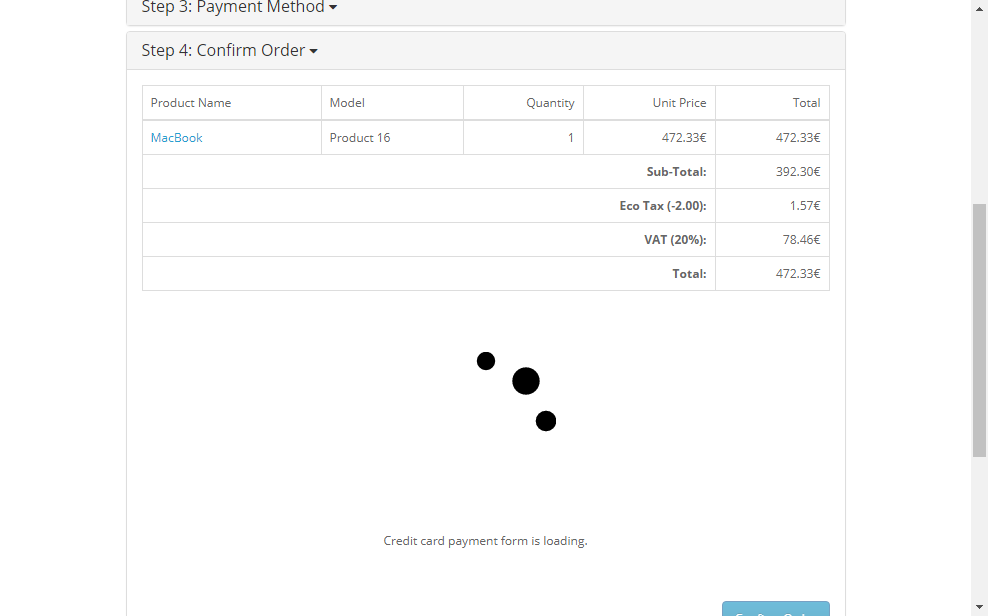 Step 3: Payment Method
Step 4: Confirm Order
Product Name Model Quantity Unit Price Total
MacBook Product 16 1 472.33€ 472.33€
Sub-Total: 392.30€
Eco Tax (-2.00): 1.57€
VAT (20%): 78.46€
Total: 472.33€
Credit card payment form is loading.